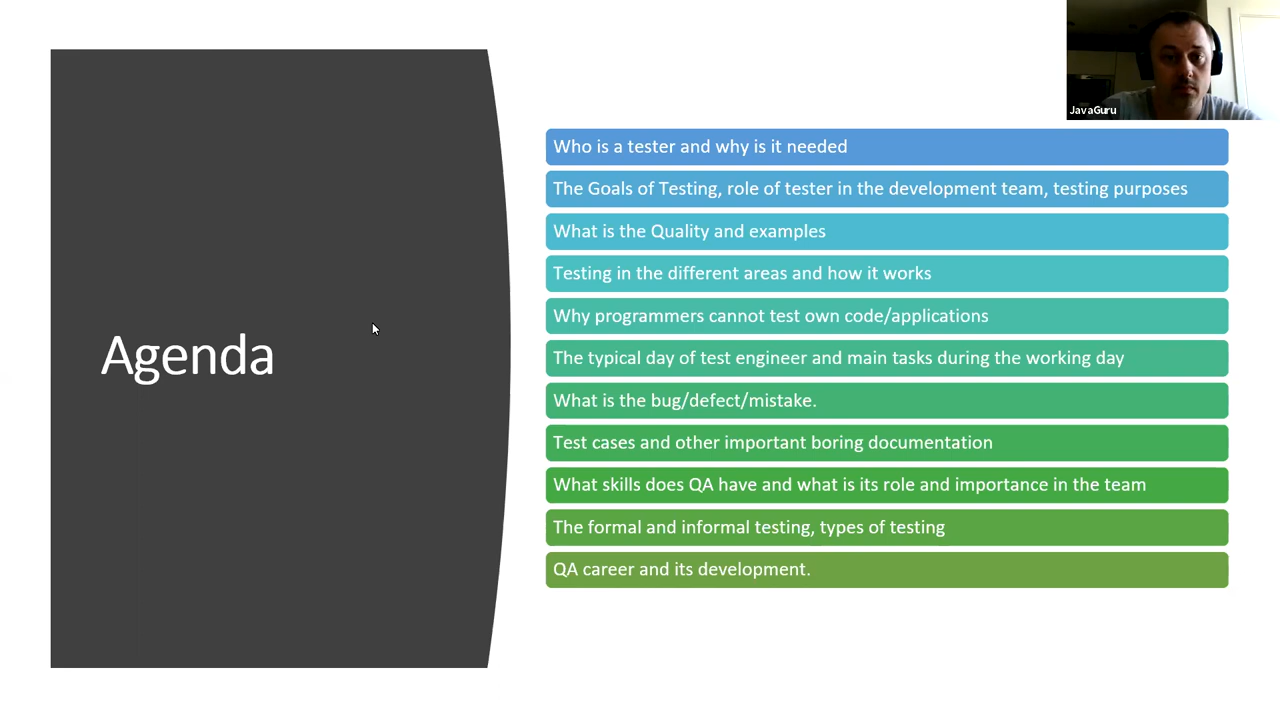 JavaGuru
Agenda
Who is a tester and why is it needed
The Goals of Testing, role of tester in the development team, testing purposes
What is the Quality and examples
Testing in the different areas and how it works
Why programmers cannot test own code/applications
The typical day of test engineer and main tasks during the working day
What is the bug/defect/mistake.
Test cases and other important boring documentation
What skills does QA have and what is its role and importance in the team
The formal and informal testing, types of testing
QA career and its development.